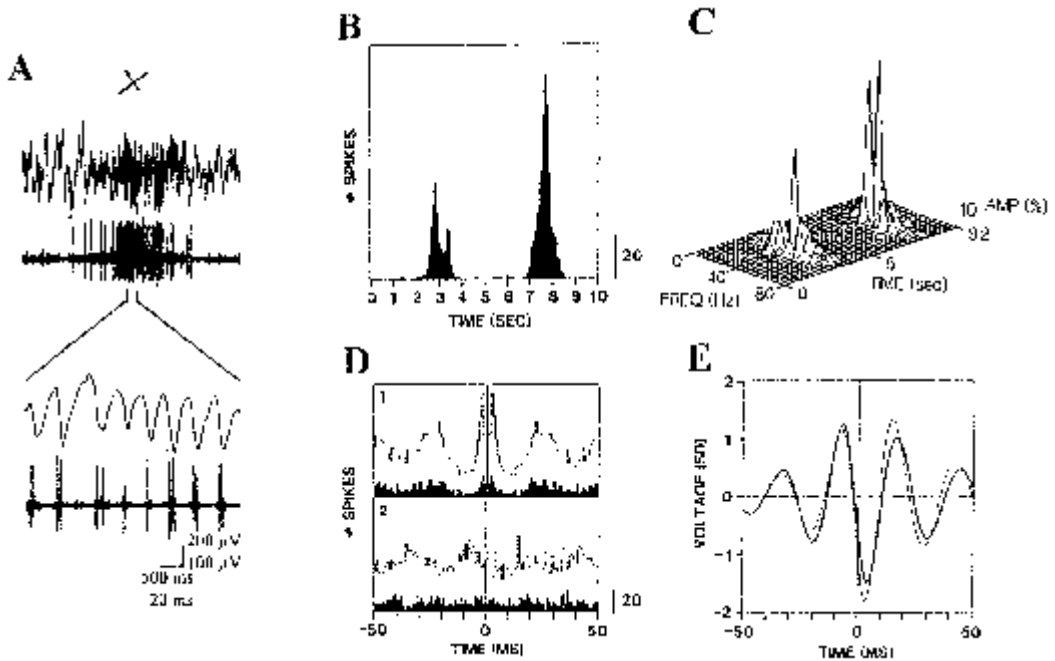 A
200 µV
100 µV
500 ms
20 ms
B
# SPIKES
20
0 1 2 3 4 5 6 7 8 9 10
TIME (SEC)
C
10 AMP (%)
0
40
80
0
5
FREQ (Hz)
TIME (sec)
D
1
2
# SPIKES
20
-50 0 50
TIME (MS)
E
2
1
0
-1
-2
VOLTAGE (SD)
-50 0 50
TIME (MS)